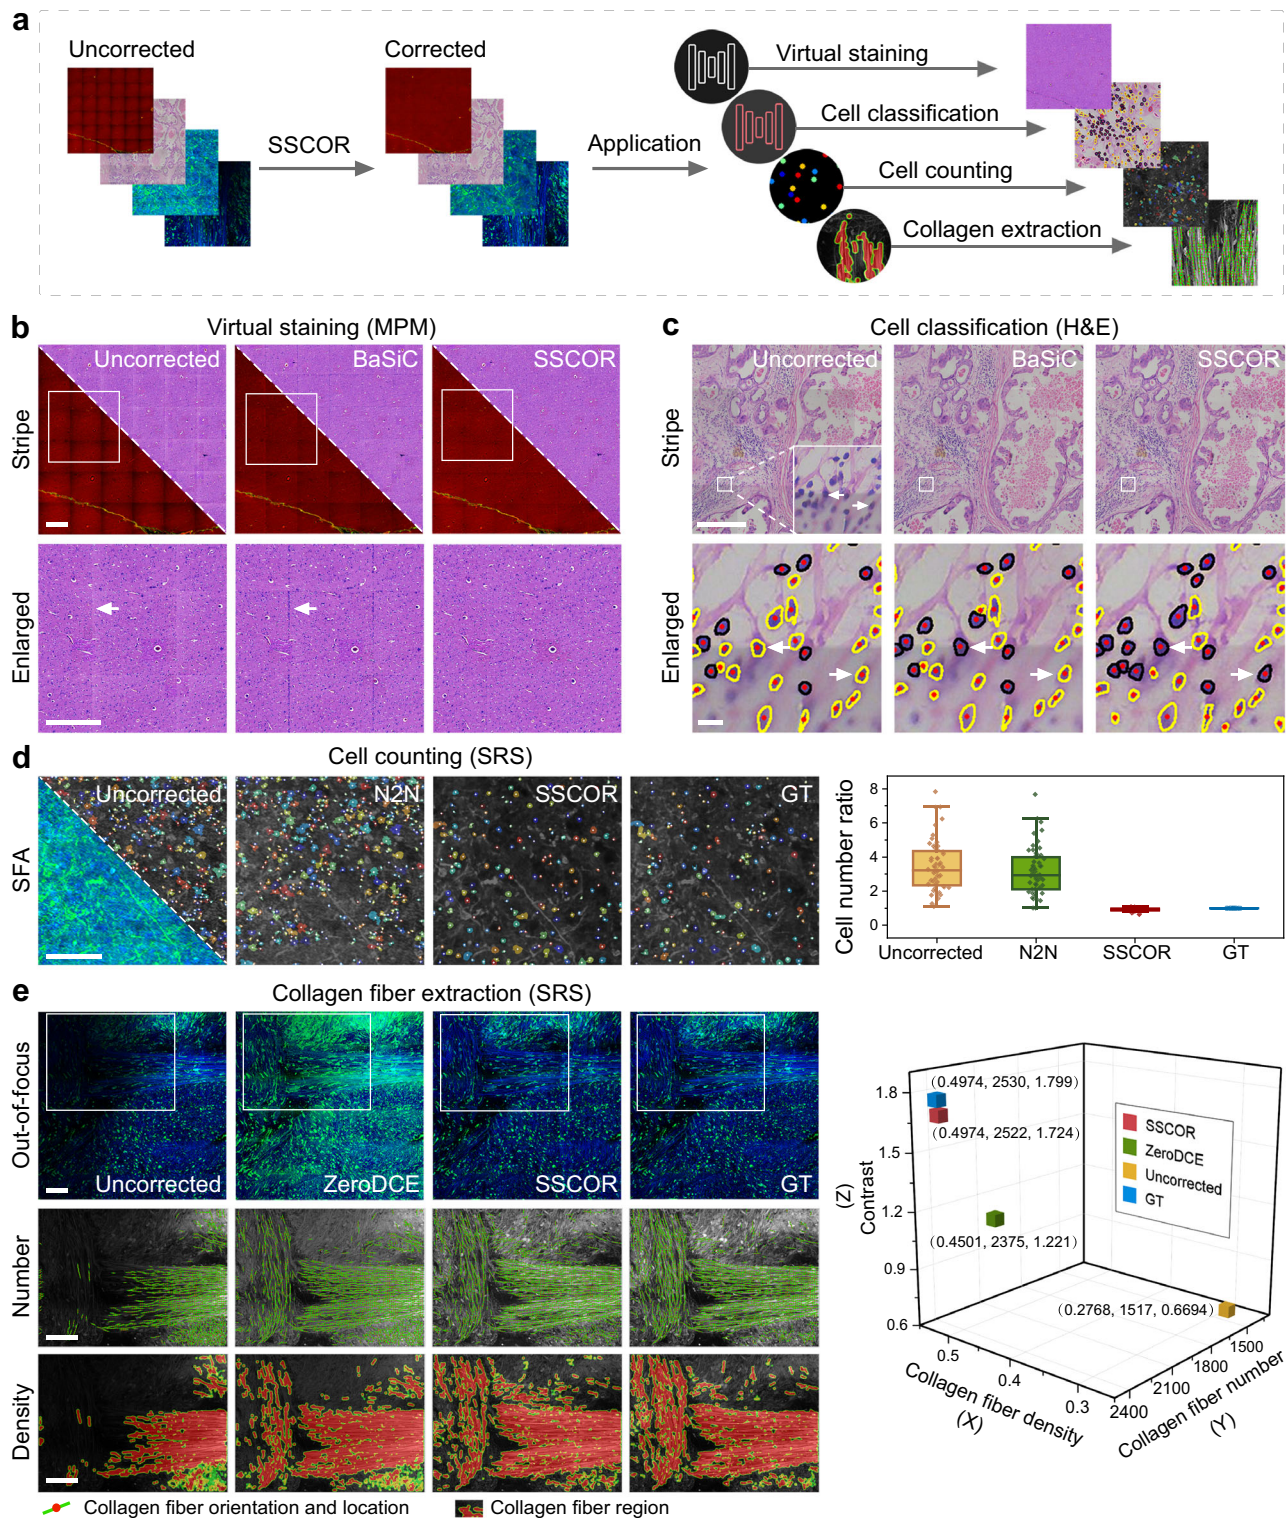 a
Uncorrected
Corrected
SSCOR
Application
Virtual staining
Cell classification
Cell counting
Collagen extraction
b
Virtual staining (MPM)
Stripe
Uncorrected
BaSiC
SSCOR
Enlarged
c
Cell classification (H&E)
Stripe
Uncorrected
BaSiC
SSCOR
Enlarged
d
Cell counting (SRS)
SFA
Uncorrected
N2N
SSCOR
GT
Cell number ratio
8
6
4
2
0
Uncorrected
N2N
SSCOR
GT
e
Collagen fiber extraction (SRS)
Out-of-focus
Uncorrected
ZeroDCE
SSCOR
GT
Number
Density
Collagen fiber orientation and location
Collagen fiber region
(Z)
Contrast
1.8
1.5
1.2
0.9
0.6
(0.4974, 2530, 1.799)
(0.4974, 2522, 1.724)
(0.4501, 2375, 1.221)
(0.2768, 1517, 0.6694)
SSCOR
ZeroDCE
Uncorrected
GT
0.5
0.4
0.3
Collagen fiber density
(X)
2400
2100
1800
1500
Collagen fiber number
(Y)